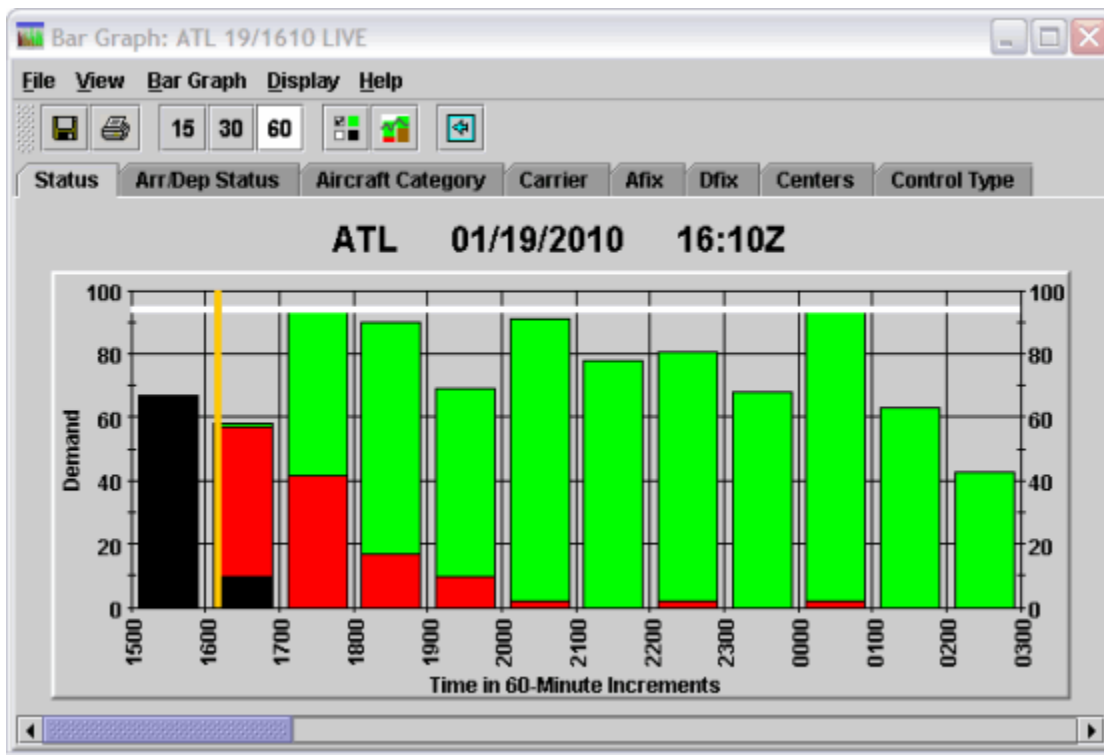 Bar Graph: ATL 19/1610 LIVE
File View Bar Graph Display Help
15 30 60
Status Arr/Dep Status Aircraft Category Carrier Afix Dfix Centers Control Type
ATL 01/19/2010 16:10Z
100 100
80 80
60 60
40 40
20 20
0 0
Demand
1500 1600 1700 1800 1900 2000 2100 2200 2300 0000 0100 0200 0300
Time in 60-Minute Increments